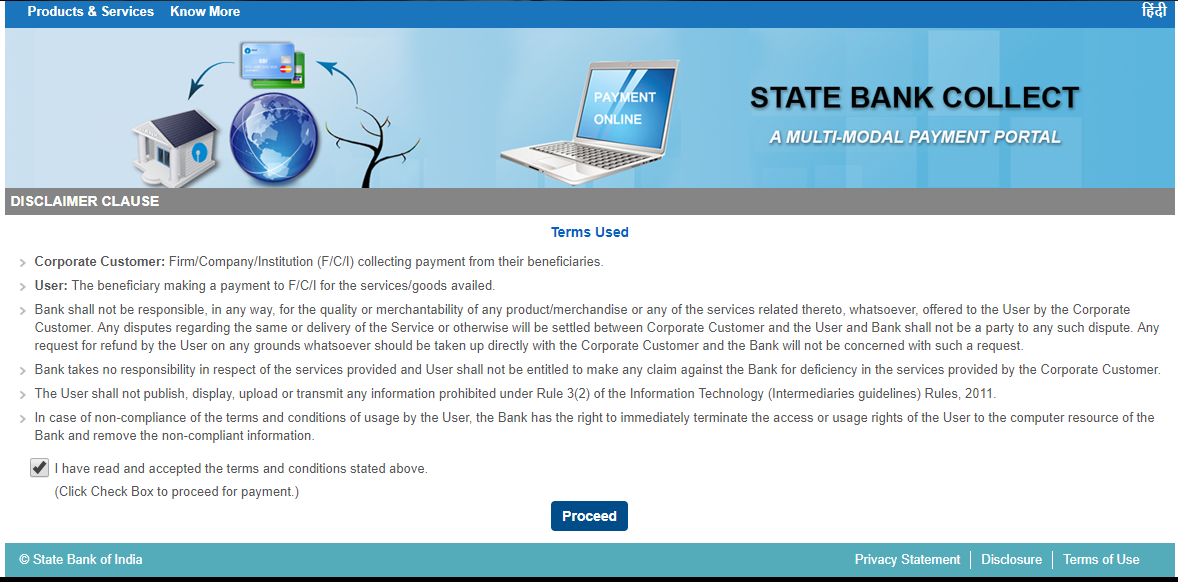 Products & Services Know More हिंदी
PAYMENT
ONLINE
STATE BANK COLLECT
A MULTI-MODAL PAYMENT PORTAL
DISCLAIMER CLAUSE
Terms Used
Corporate Customer: Firm/Company/Institution (F/C/I) collecting payment from their beneficiaries.
User: The beneficiary making a payment to F/C/I for the services/goods availed.
Bank shall not be responsible, in any way, for the quality or merchantability of any product/merchandise or any of the services related thereto, whatsoever, offered to the User by the Corporate
Customer. Any disputes regarding the same or delivery of the Service or otherwise will be settled between Corporate Customer and the User and Bank shall not be a party to any such dispute. Any
request for refund by the User on any grounds whatsoever should be taken up directly with the Corporate Customer and the Bank will not be concerned with such a request.
Bank takes no responsibility in respect of the services provided and User shall not be entitled to make any claim against the Bank for deficiency in the services provided by the Corporate Customer.
The User shall not publish, display, upload or transmit any information prohibited under Rule 3(2) of the Information Technology (Intermediaries guidelines) Rules, 2011.
In case of non-compliance of the terms and conditions of usage by the User, the Bank has the right to immediately terminate the access or usage rights of the User to the computer resource of the
Bank and remove the non-compliant information.
I have read and accepted the terms and conditions stated above.
(Click Check Box to proceed for payment.)
Proceed
© State Bank of India Privacy Statement Disclosure Terms of Use